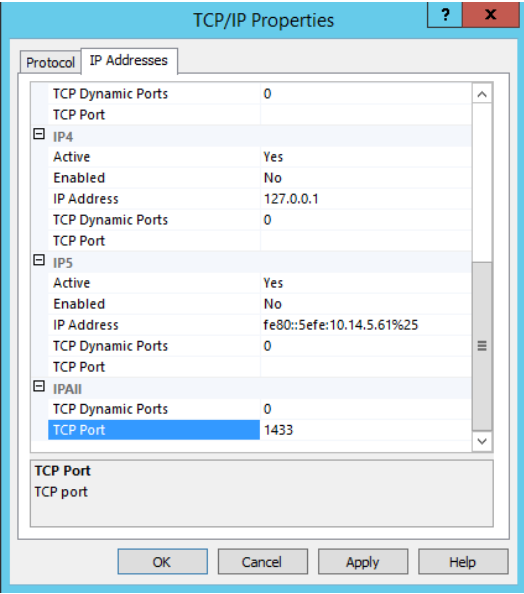 TCP/IP Properties
Protocol IP Addresses
TCP Dynamic Ports 0
TCP Port
IP4
Active Yes
Enabled No
IP Address 127.0.0.1
TCP Dynamic Ports 0
TCP Port
IP5
Active Yes
Enabled No
IP Address fe80::5efe:10.14.5.61%25
TCP Dynamic Ports 0
TCP Port
IPAll
TCP Dynamic Ports 0
TCP Port 1433
TCP Port
TCP port
OK Cancel Apply Help